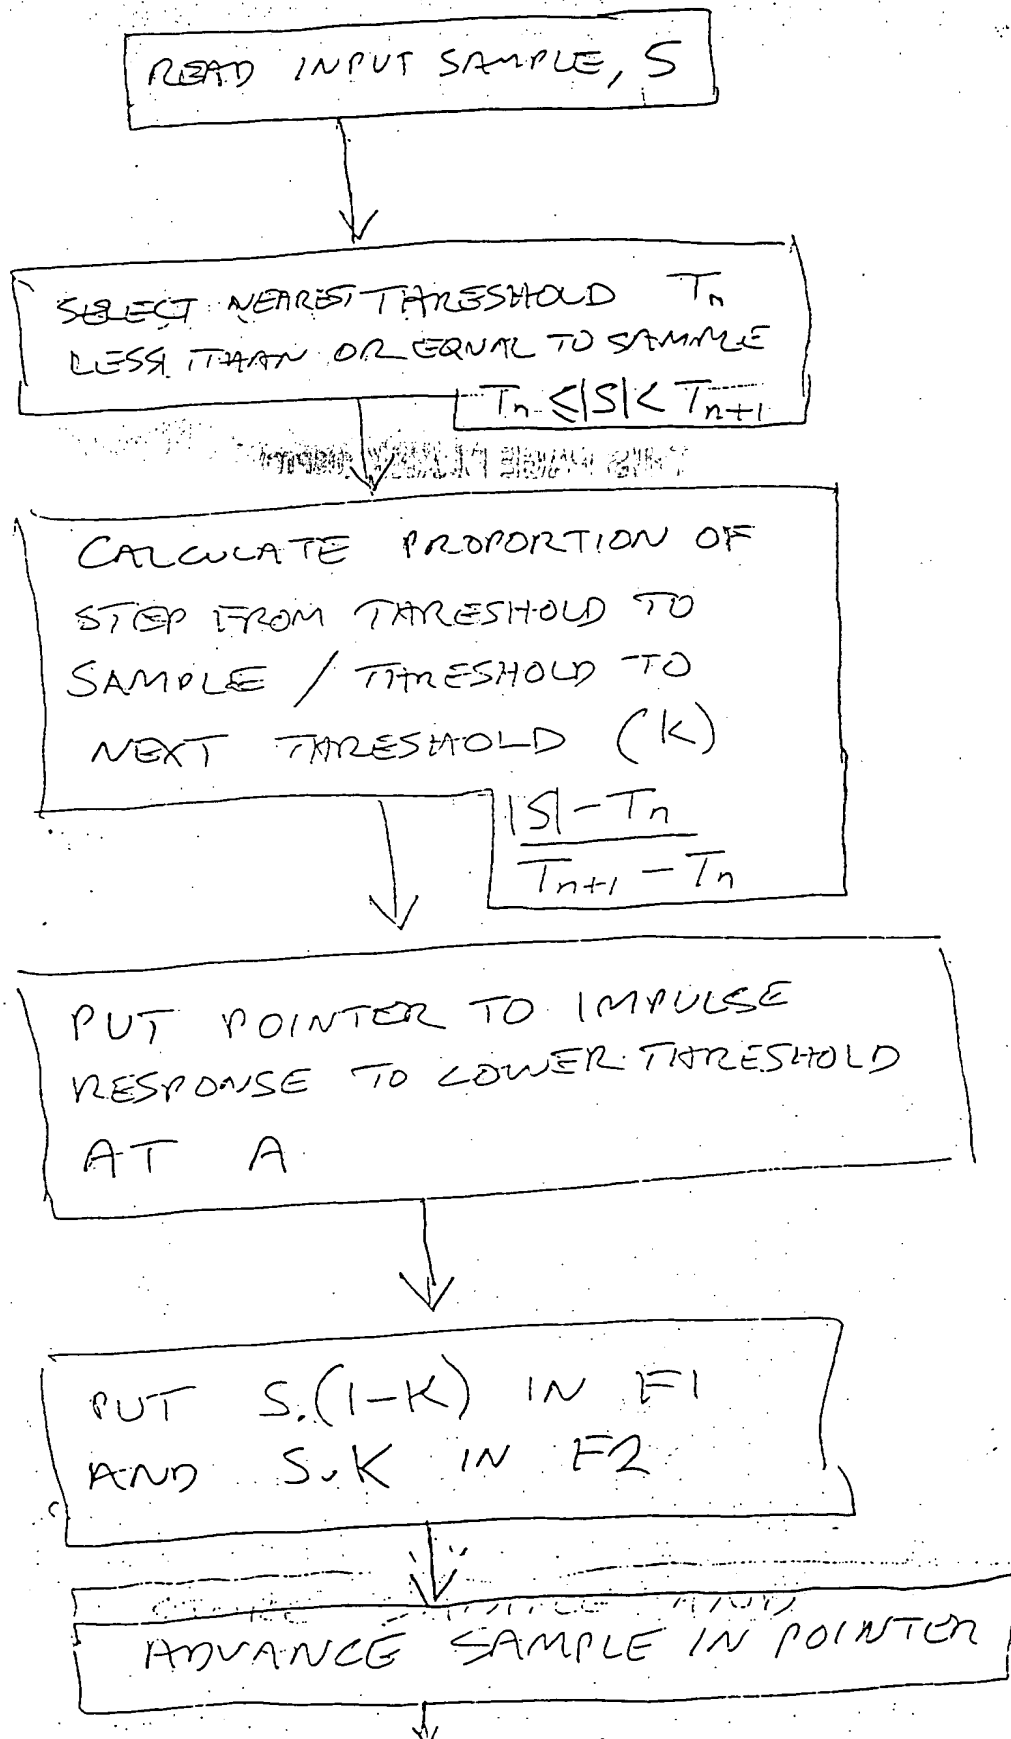 READ INPUT SAMPLE, S
SELECT NEAREST THRESHOLD Tn
LESS THAN OR EQUAL TO SAMPLE
Tn ≤|S|< Tn+1
CALCULATE PROPORTION OF
STEP FROM THRESHOLD TO
SAMPLE / THRESHOLD TO
NEXT THRESHOLD (K)
|S| - Tn
Tn+1 - Tn
PUT POINTER TO IMPULSE
RESPONSE TO LOWER THRESHOLD
AT A
PUT S.(1-K) IN F1
AND S.K IN F2
ADVANCE SAMPLE IN POINTER